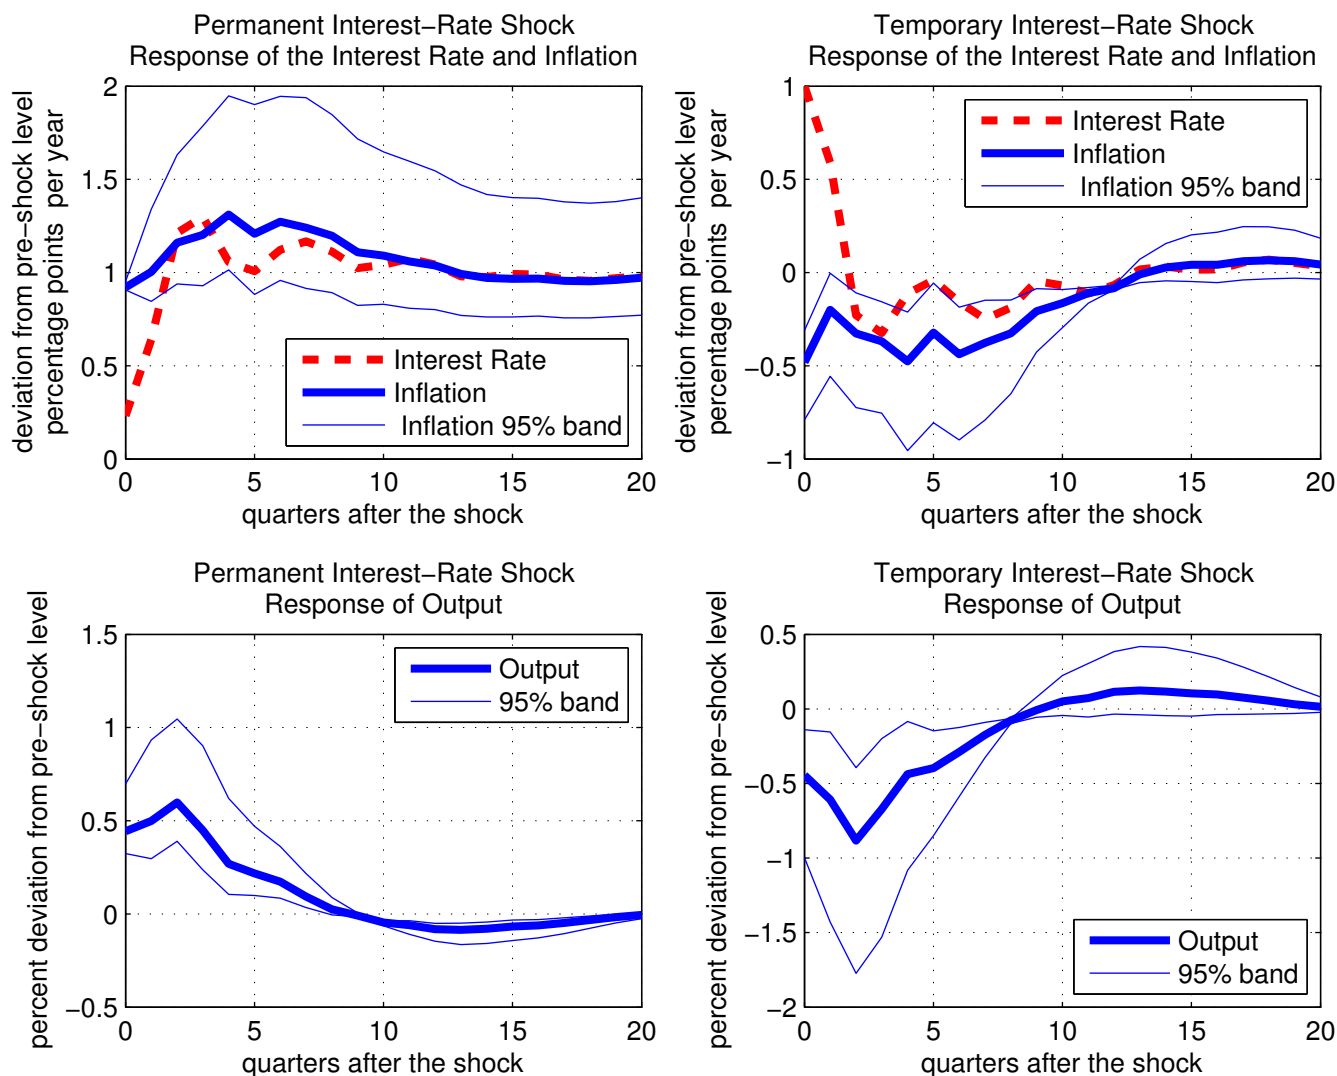 Permanent Interest−Rate Shock
Response of the Interest Rate and Inflation
deviation from pre−shock level
percentage points per year
2
1.5
1
0.5
0
Interest Rate
Inflation
Inflation 95% band
0 5 10 15 20
quarters after the shock
Temporary Interest−Rate Shock
Response of the Interest Rate and Inflation
deviation from pre−shock level
percentage points per year
1
0.5
0
−0.5
−1
Interest Rate
Inflation
Inflation 95% band
0 5 10 15 20
quarters after the shock
Permanent Interest−Rate Shock
Response of Output
percent deviation from pre−shock level
1.5
1
0.5
0
−0.5
Output
95% band
0 5 10 15 20
quarters after the shock
Temporary Interest−Rate Shock
Response of Output
percent deviation from pre−shock level
0.5
0
−0.5
−1
−1.5
−2
Output
95% band
0 5 10 15 20
quarters after the shock